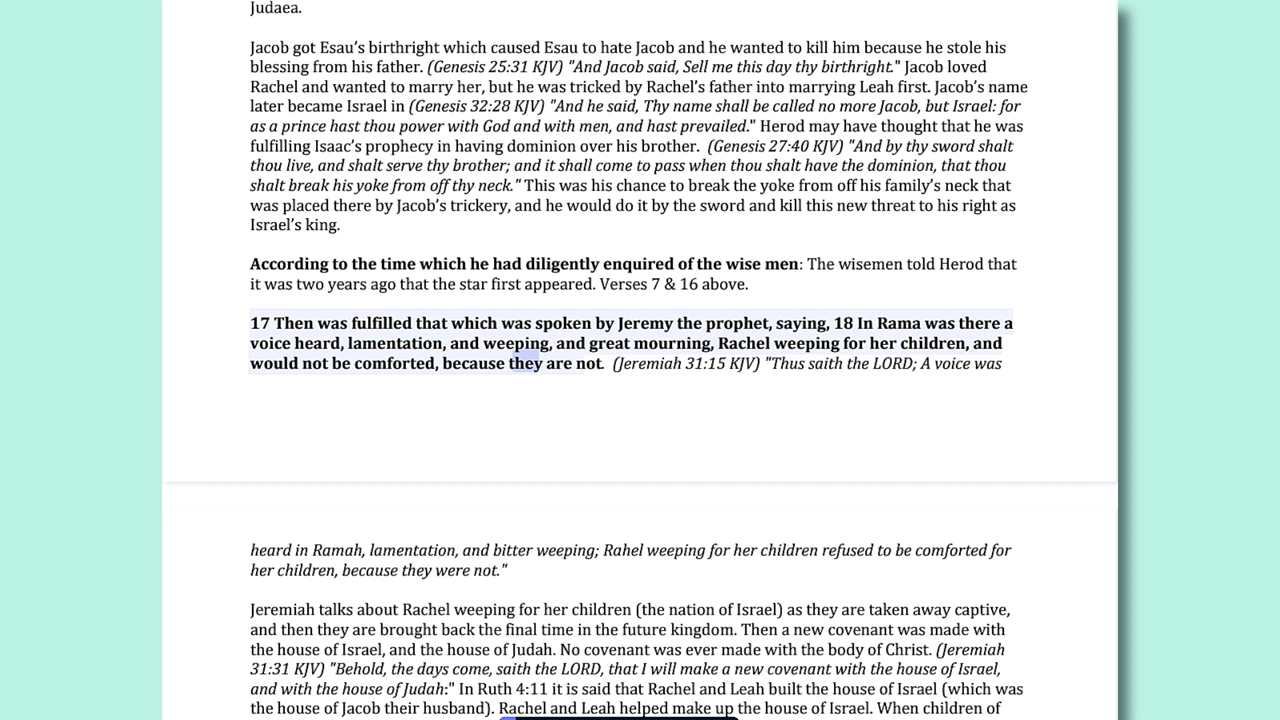 Judaea.
Jacob got Esau’s birthright which caused Esau to hate Jacob and he wanted to kill him because he stole his
blessing from his father. (Genesis 25:31 KJV) "And Jacob said, Sell me this day thy birthright." Jacob loved
Rachel and wanted to marry her, but he was tricked by Rachel’s father into marrying Leah first. Jacob’s name
later became Israel in (Genesis 32:28 KJV) "And he said, Thy name shall be called no more Jacob, but Israel: for
as a prince hast thou power with God and with men, and hast prevailed." Herod may have thought that he was
fulfilling Isaac’s prophecy in having dominion over his brother. (Genesis 27:40 KJV) "And by thy sword shalt
thou live, and shalt serve thy brother; and it shall come to pass when thou shalt have the dominion, that thou
shalt break his yoke from off thy neck." This was his chance to break the yoke from off his family’s neck that
was placed there by Jacob’s trickery, and he would do it by the sword and kill this new threat to his right as
Israel’s king.
According to the time which he had diligently enquired of the wise men: The wisemen told Herod that
it was two years ago that the star first appeared. Verses 7 & 16 above.
17 Then was fulfilled that which was spoken by Jeremy the prophet, saying, 18 In Rama was there a
voice heard, lamentation, and weeping, and great mourning, Rachel weeping for her children, and
would not be comforted, because they are not. (Jeremiah 31:15 KJV) "Thus saith the LORD; A voice was
heard in Ramah, lamentation, and bitter weeping; Rahel weeping for her children refused to be comforted for
her children, because they were not."
Jeremiah talks about Rachel weeping for her children (the nation of Israel) as they are taken away captive,
and then they are brought back the final time in the future kingdom. Then a new covenant was made with
the house of Israel, and the house of Judah. No covenant was ever made with the body of Christ. (Jeremiah
31:31 KJV) "Behold, the days come, saith the LORD, that I will make a new covenant with the house of Israel,
and with the house of Judah:" In Ruth 4:11 it is said that Rachel and Leah built the house of Israel (which was
the house of Jacob their husband). Rachel and Leah helped make up the house of Israel. When children of